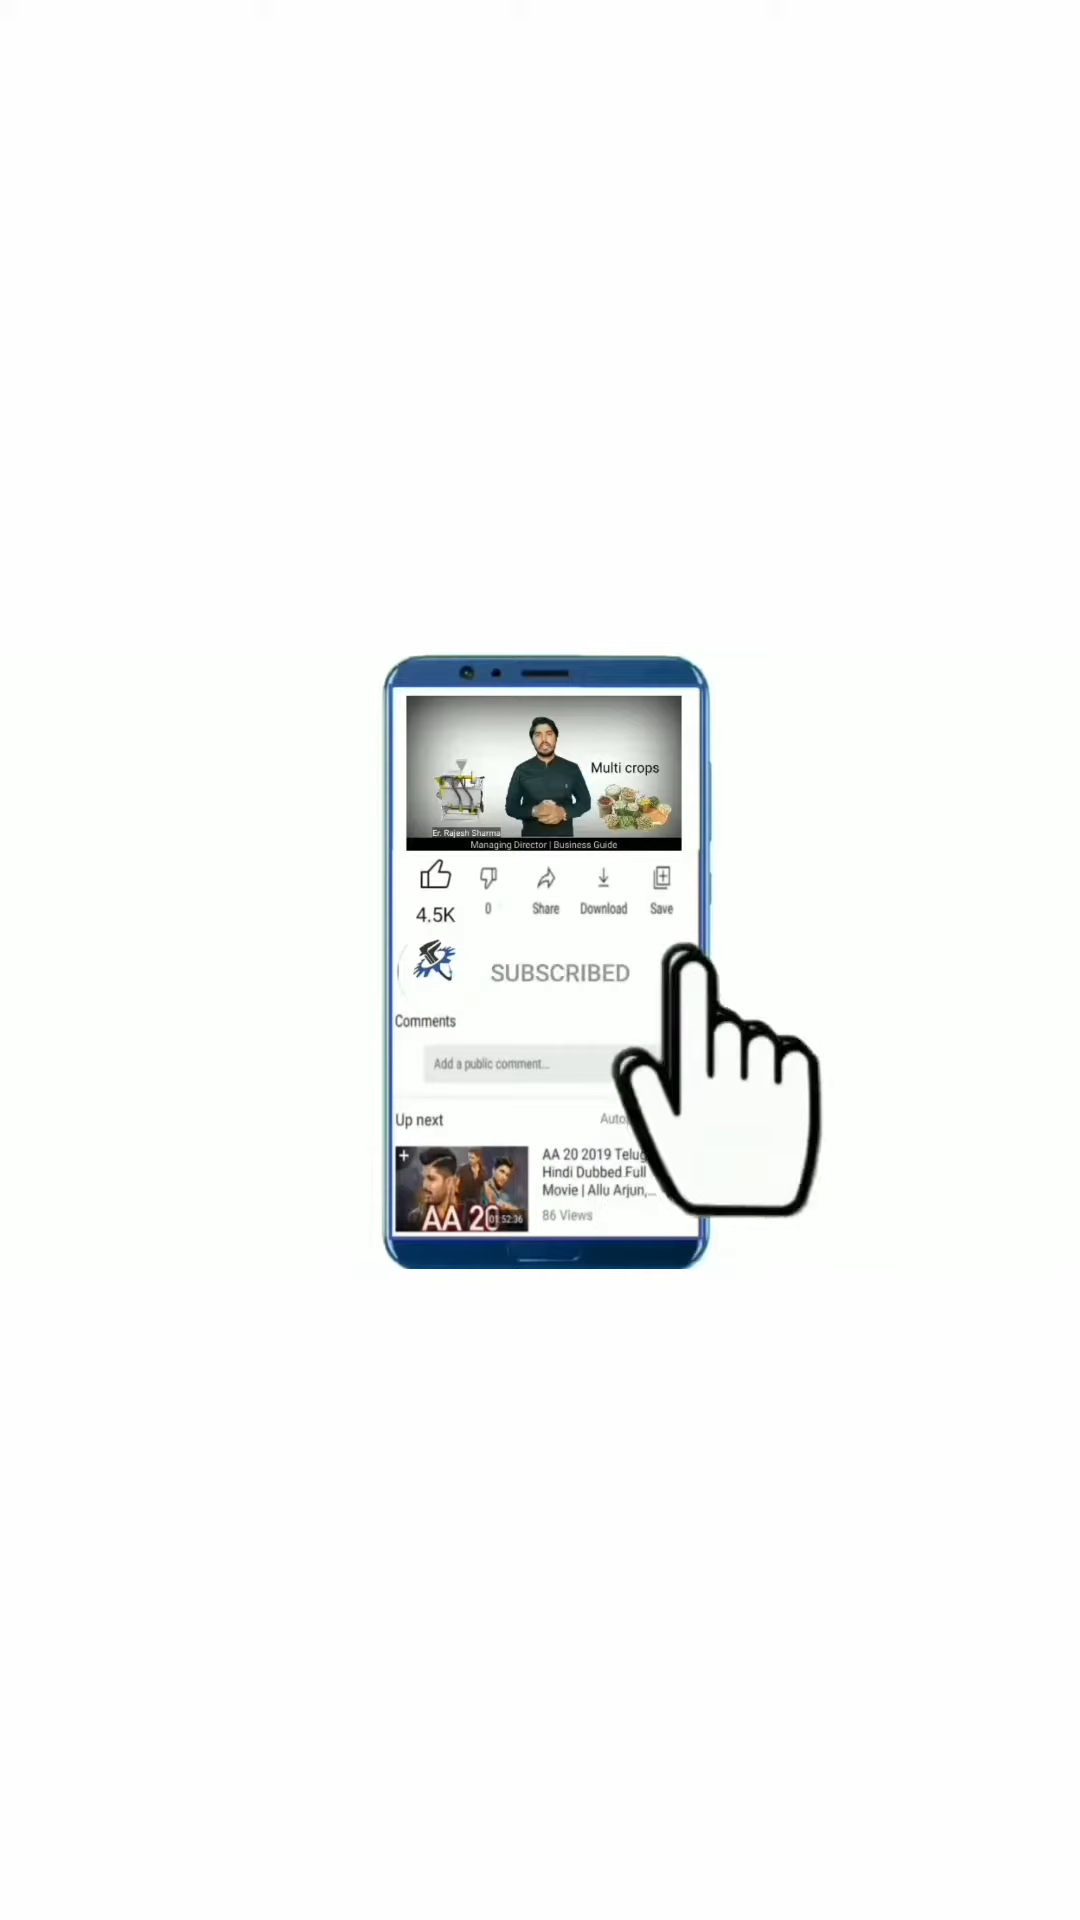 Multi crops
Er. Rajesh Sharma
Managing Director | Business Guide
4.5K
0
Share
Download
Save
SUBSCRIBED
Comments
Add a public comment...
Up next
AA 20
01:52:36
AA 20 2019
Hindi Dubbed Full
Movie | Allu Arjun,...
86 Views